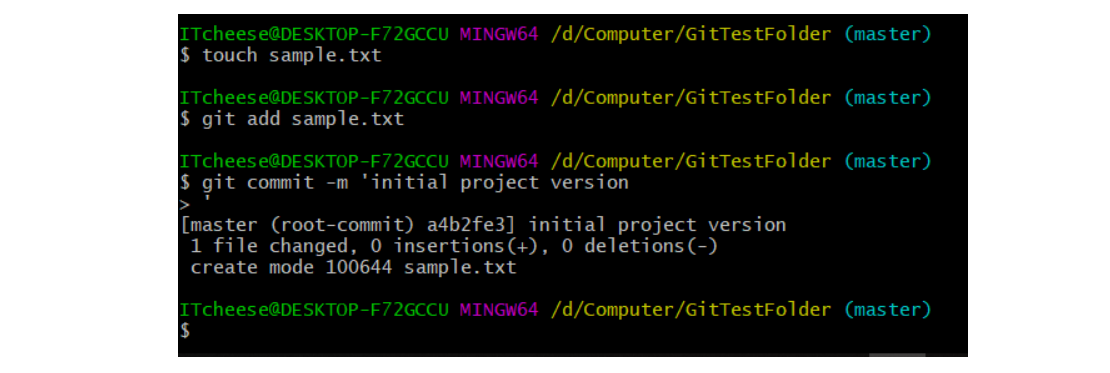 ITcheese@DESKTOP-F72GCCU MINGW64 /d/Computer/GitTestFolder (master)
$ touch sample.txt
ITcheese@DESKTOP-F72GCCU MINGW64 /d/Computer/GitTestFolder (master)
$ git add sample.txt
ITcheese@DESKTOP-F72GCCU MINGW64 /d/Computer/GitTestFolder (master)
$ git commit -m 'initial project version
> '
[master (root-commit) a4b2fe3] initial project version
 1 file changed, 0 insertions(+), 0 deletions(-)
 create mode 100644 sample.txt
ITcheese@DESKTOP-F72GCCU MINGW64 /d/Computer/GitTestFolder (master)
$